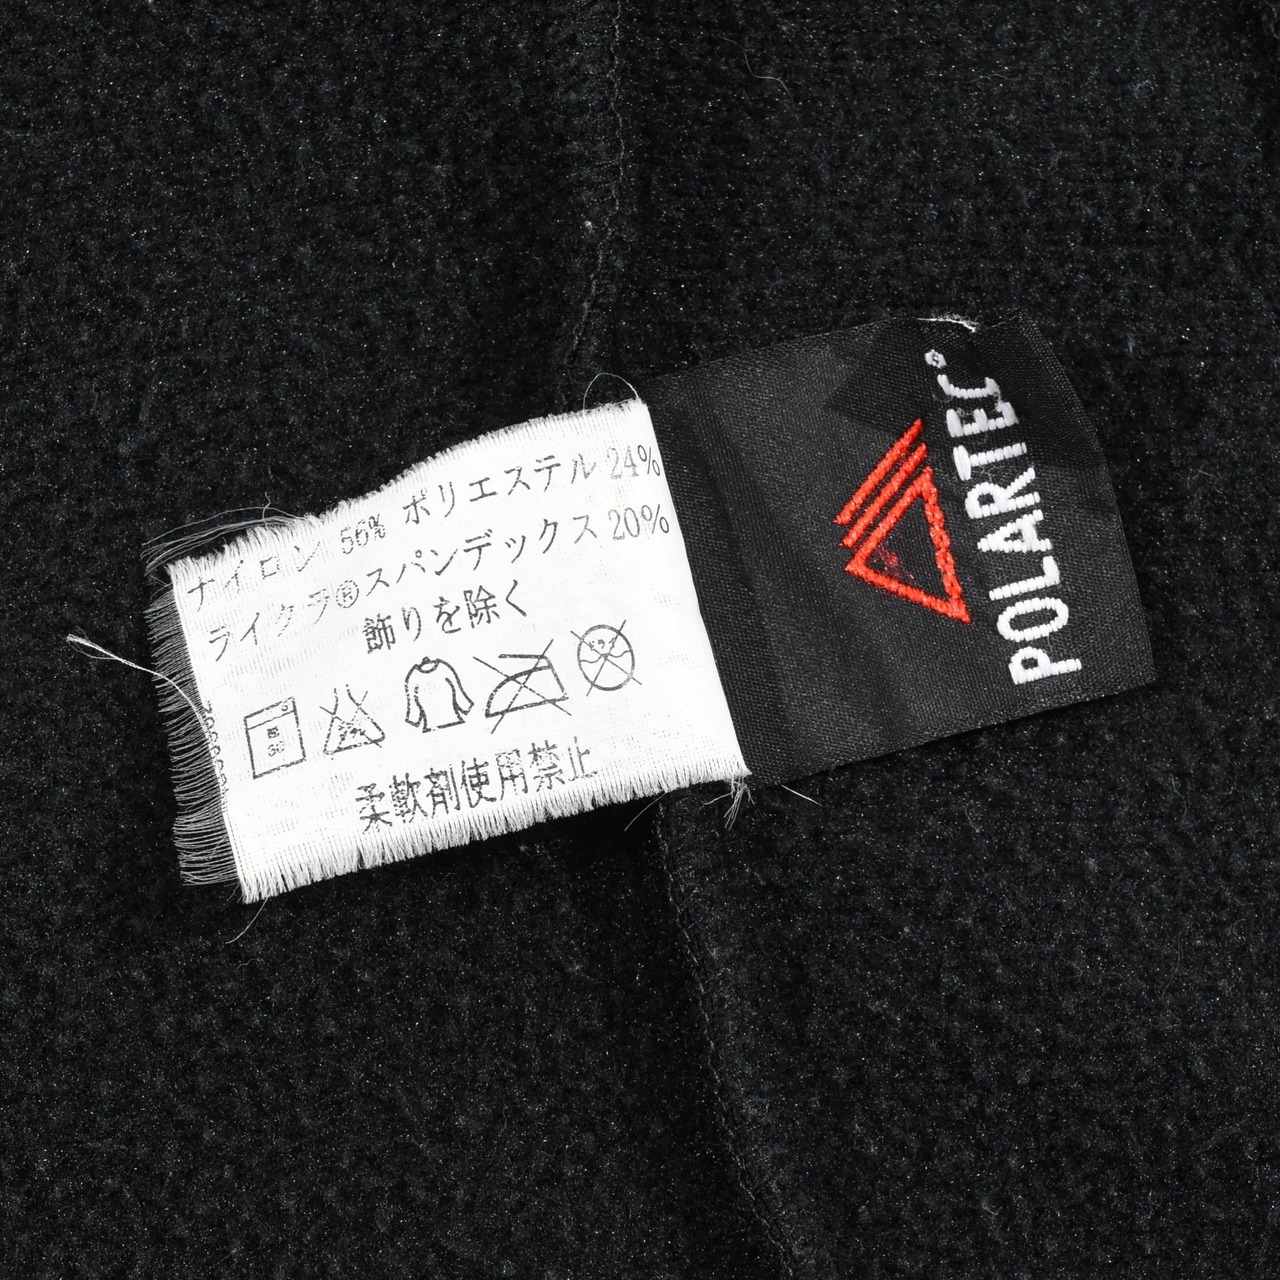 ナイロン 56% ポリエステル 24%
ライクラ®スパンデックス 20%
飾りを除く
柔軟剤使用禁止
POLARTEC®